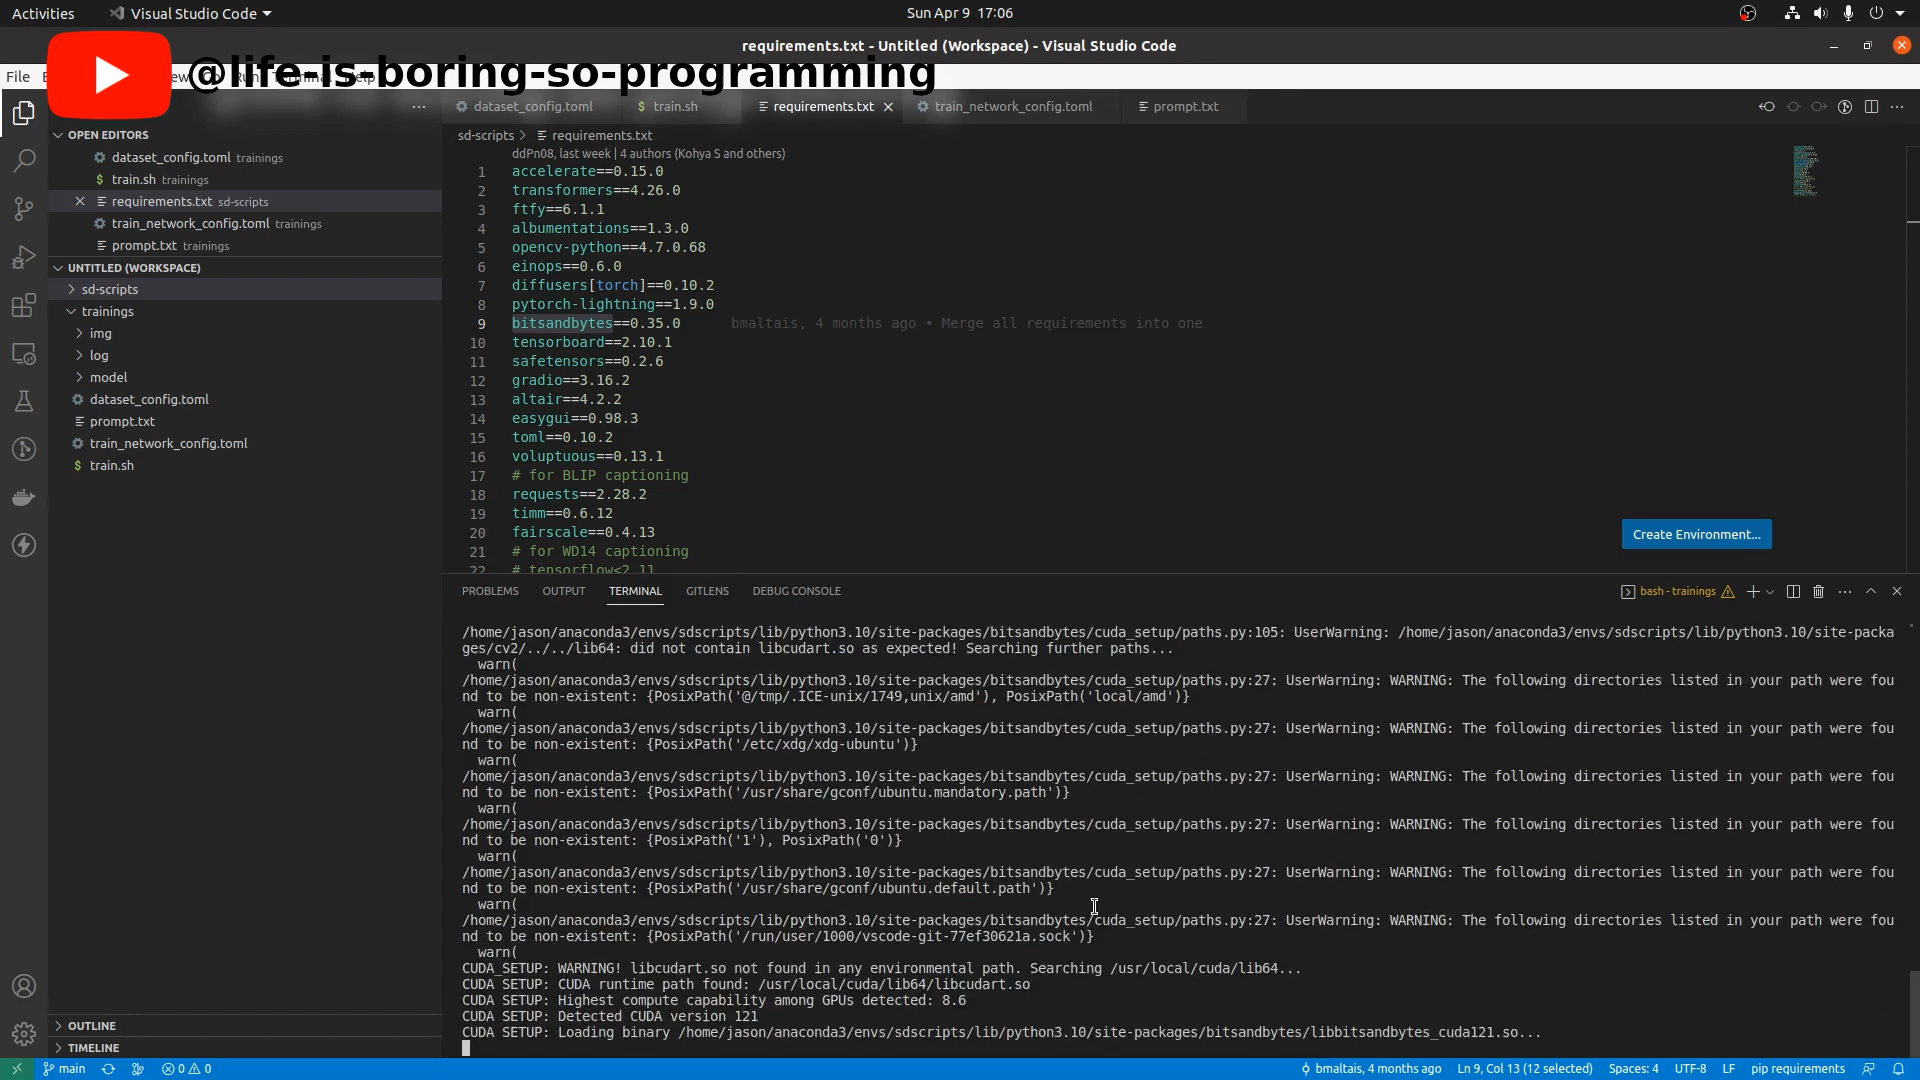 Activities
Visual Studio Code
Sun Apr 9 17:06
requirements.txt - Untitled (Workspace) - Visual Studio Code
@life-is-boring-so-programming
File
dataset_config.toml
train.sh
requirements.txt
train_network_config.toml
prompt.txt
OPEN EDITORS
dataset_config.toml trainings
train.sh trainings
requirements.txt sd-scripts
train_network_config.toml trainings
prompt.txt trainings
UNTITLED (WORKSPACE)
sd-scripts
trainings
img
log
model
dataset_config.toml
prompt.txt
train_network_config.toml
train.sh
OUTLINE
TIMELINE
sd-scripts > requirements.txt
ddPn08, last week | 4 authors (Kohya S and others)
1 accelerate==0.15.0
2 transformers==4.26.0
3 ftfy==6.1.1
4 albumentations==1.3.0
5 opencv-python==4.7.0.68
6 einops==0.6.0
7 diffusers[torch]==0.10.2
8 pytorch-lightning==1.9.0
9 bitsandbytes==0.35.0 bmaltais, 4 months ago • Merge all requirements into one
10 tensorboard==2.10.1
11 safetensors==0.2.6
12 gradio==3.16.2
13 altair==4.2.2
14 easygui==0.98.3
15 toml==0.10.2
16 voluptuous==0.13.1
17 # for BLIP captioning
18 requests==2.28.2
19 timm==0.6.12
20 fairscale==0.4.13
21 # for WD14 captioning
22 # tensorflow<2.11
Create Environment...
PROBLEMS OUTPUT TERMINAL GITLENS DEBUG CONSOLE
bash - trainings
/home/jason/anaconda3/envs/sdscripts/lib/python3.10/site-packages/bitsandbytes/cuda_setup/paths.py:105: UserWarning: /home/jason/anaconda3/envs/sdscripts/lib/python3.10/site-packa
ges/cv2/../../lib64: did not contain libcudart.so as expected! Searching further paths...
warn(
/home/jason/anaconda3/envs/sdscripts/lib/python3.10/site-packages/bitsandbytes/cuda_setup/paths.py:27: UserWarning: WARNING: The following directories listed in your path were fou
nd to be non-existent: {PosixPath('@/tmp/.ICE-unix/1749,unix/amd'), PosixPath('local/amd')}
warn(
/home/jason/anaconda3/envs/sdscripts/lib/python3.10/site-packages/bitsandbytes/cuda_setup/paths.py:27: UserWarning: WARNING: The following directories listed in your path were fou
nd to be non-existent: {PosixPath('/etc/xdg/xdg-ubuntu')}
warn(
/home/jason/anaconda3/envs/sdscripts/lib/python3.10/site-packages/bitsandbytes/cuda_setup/paths.py:27: UserWarning: WARNING: The following directories listed in your path were fou
nd to be non-existent: {PosixPath('/usr/share/gconf/ubuntu.mandatory.path')}
warn(
/home/jason/anaconda3/envs/sdscripts/lib/python3.10/site-packages/bitsandbytes/cuda_setup/paths.py:27: UserWarning: WARNING: The following directories listed in your path were fou
nd to be non-existent: {PosixPath('1'), PosixPath('0')}
warn(
/home/jason/anaconda3/envs/sdscripts/lib/python3.10/site-packages/bitsandbytes/cuda_setup/paths.py:27: UserWarning: WARNING: The following directories listed in your path were fou
nd to be non-existent: {PosixPath('/usr/share/gconf/ubuntu.default.path')}
warn(
/home/jason/anaconda3/envs/sdscripts/lib/python3.10/site-packages/bitsandbytes/cuda_setup/paths.py:27: UserWarning: WARNING: The following directories listed in your path were fou
nd to be non-existent: {PosixPath('/run/user/1000/vscode-git-77ef30621a.sock')}
warn(
CUDA_SETUP: WARNING! libcudart.so not found in any environmental path. Searching /usr/local/cuda/lib64...
CUDA SETUP: CUDA runtime path found: /usr/local/cuda/lib64/libcudart.so
CUDA SETUP: Highest compute capability among GPUs detected: 8.6
CUDA SETUP: Detected CUDA version 121
CUDA SETUP: Loading binary /home/jason/anaconda3/envs/sdscripts/lib/python3.10/site-packages/bitsandbytes/libbitsandbytes_cuda121.so...
main
0 0
bmaltais, 4 months ago
Ln 9, Col 13 (12 selected)
Spaces: 4
UTF-8
LF
pip requirements